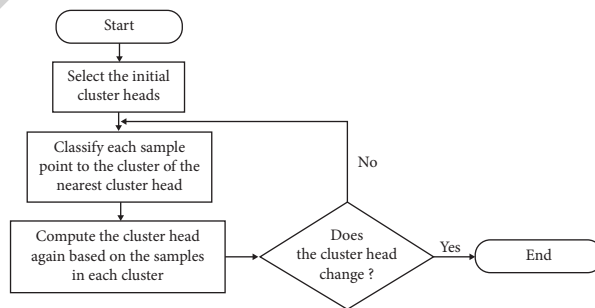 Start
Select the initial
cluster heads
Classify each sample
point to the cluster of the
nearest cluster head
No
Compute the cluster head
again based on the samples
in each cluster
Does
the cluster head
change ?
Yes
End